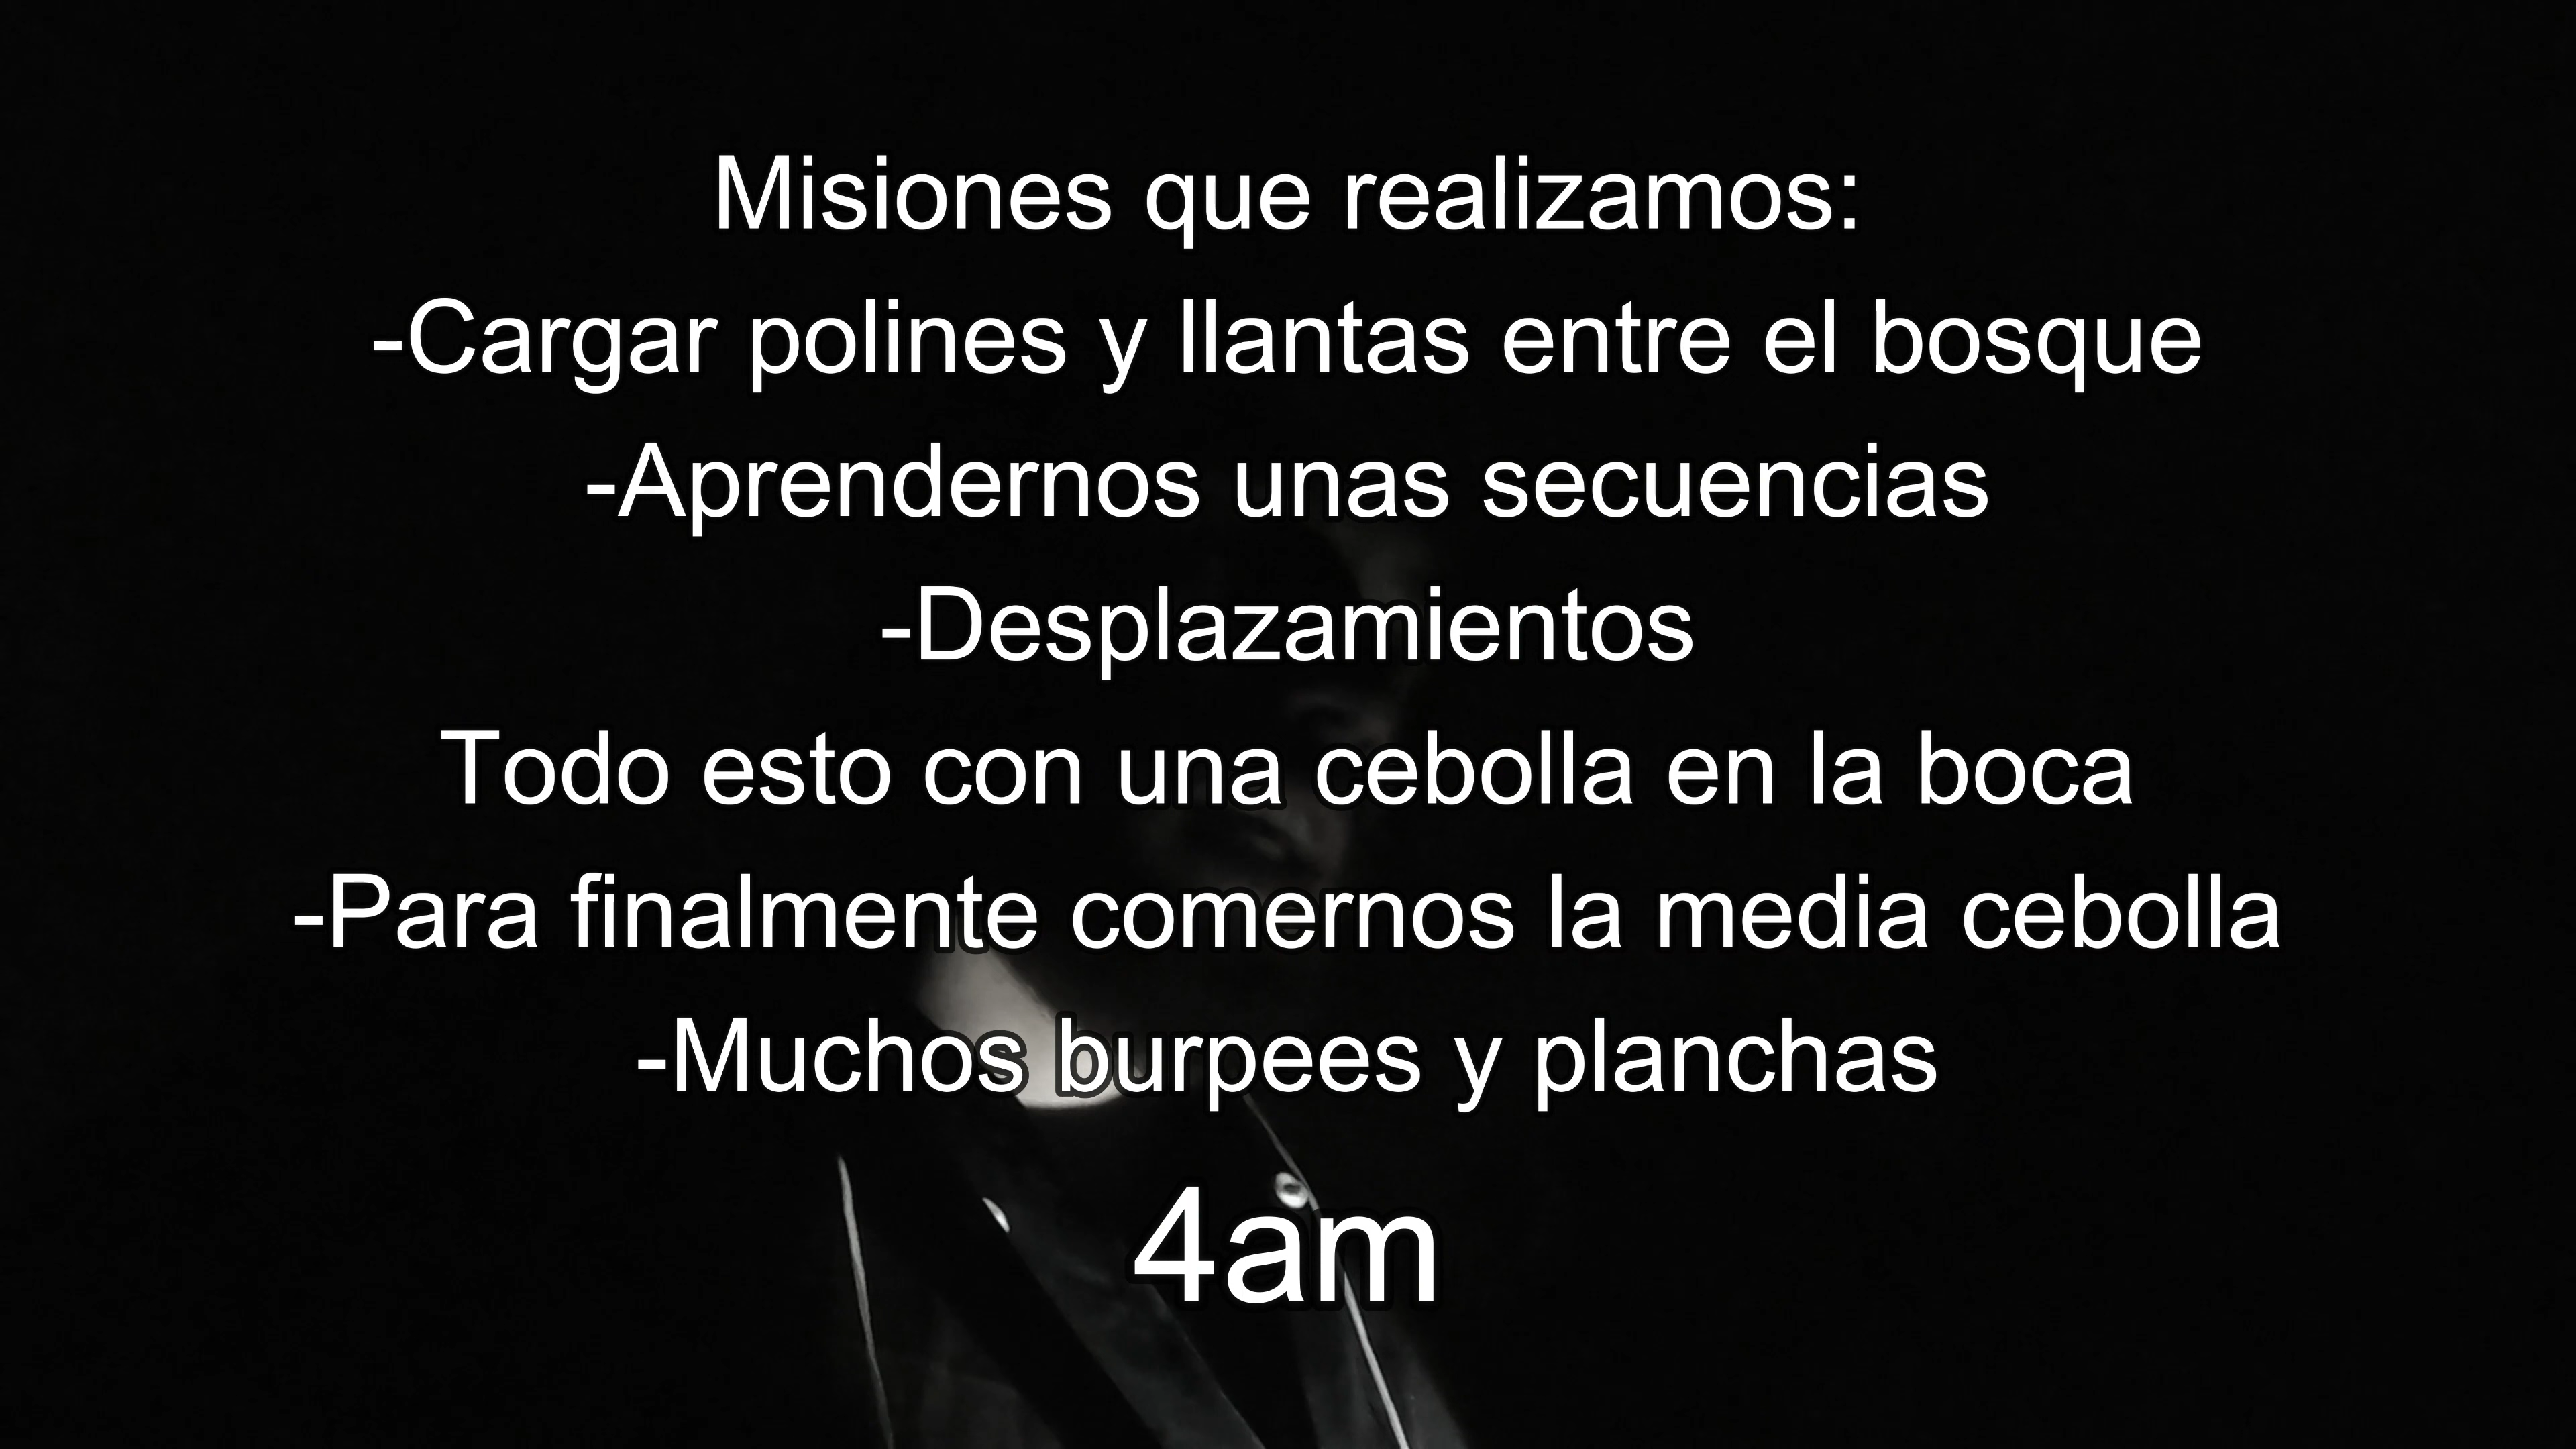 Misiones que realizamos:
-Cargar polines y llantas entre el bosque
-Aprendernos unas secuencias
-Desplazamientos
Todo esto con una cebolla en la boca
-Para finalmente comernos la media cebolla
-Muchos burpees y planchas
4am